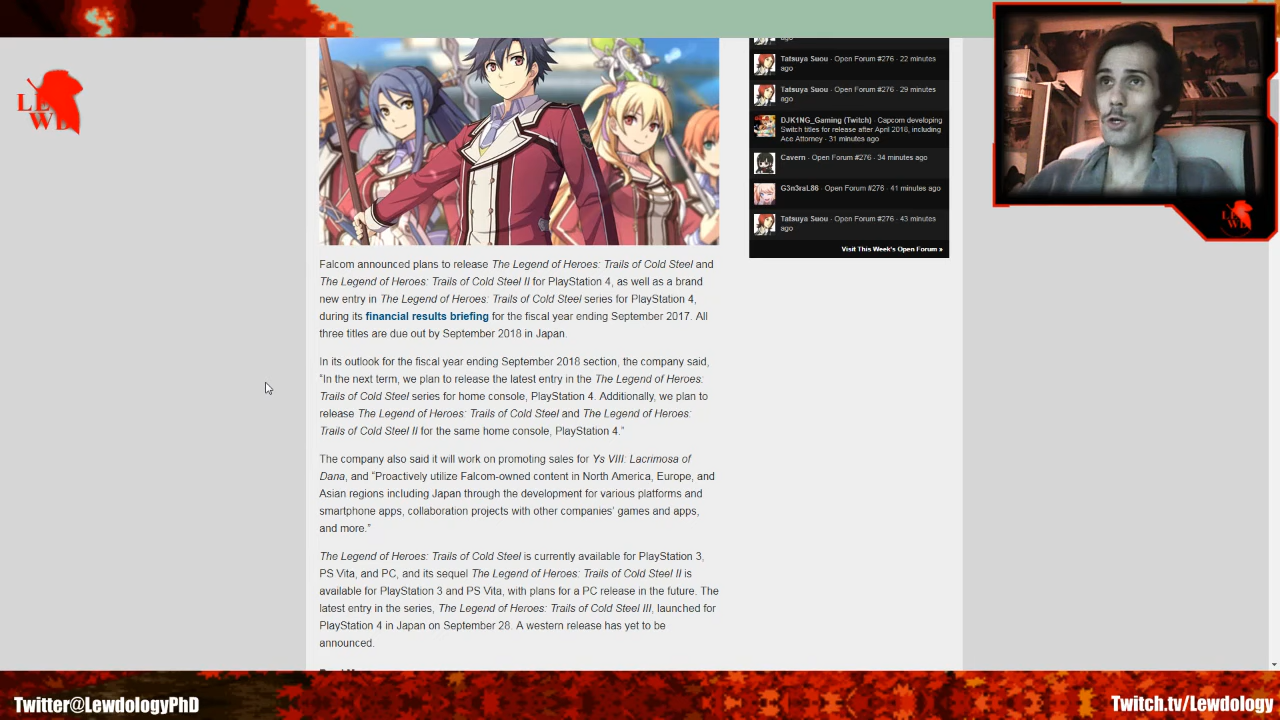 Tatsuya Suou · Open Forum #276 · 22 minutes
ago
Tatsuya Suou · Open Forum #276 · 29 minutes
ago
DJK1NG_Gaming (Twitch) · Capcom developing
Switch titles for release after April 2018, including
Ace Attorney · 31 minutes ago
Cavern · Open Forum #276 · 34 minutes ago
G3n3raL86 · Open Forum #276 · 41 minutes ago
Tatsuya Suou · Open Forum #276 · 43 minutes
ago
Visit This Week's Open Forum »
Falcom announced plans to release The Legend of Heroes: Trails of Cold Steel and
The Legend of Heroes: Trails of Cold Steel II for PlayStation 4, as well as a brand
new entry in The Legend of Heroes: Trails of Cold Steel series for PlayStation 4,
during its financial results briefing for the fiscal year ending September 2017. All
three titles are due out by September 2018 in Japan.
In its outlook for the fiscal year ending September 2018 section, the company said,
“In the next term, we plan to release the latest entry in the The Legend of Heroes:
Trails of Cold Steel series for home console, PlayStation 4. Additionally, we plan to
release The Legend of Heroes: Trails of Cold Steel and The Legend of Heroes:
Trails of Cold Steel II for the same home console, PlayStation 4.”
The company also said it will work on promoting sales for Ys VIII: Lacrimosa of
Dana, and “Proactively utilize Falcom-owned content in North America, Europe, and
Asian regions including Japan through the development for various platforms and
smartphone apps, collaboration projects with other companies’ games and apps,
and more.”
The Legend of Heroes: Trails of Cold Steel is currently available for PlayStation 3,
PS Vita, and PC, and its sequel The Legend of Heroes: Trails of Cold Steel II is
available for PlayStation 3 and PS Vita, with plans for a PC release in the future. The
latest entry in the series, The Legend of Heroes: Trails of Cold Steel III, launched for
PlayStation 4 in Japan on September 28. A western release has yet to be
announced.
Twitter@LewdologyPhD
Twitch.tv/Lewdology